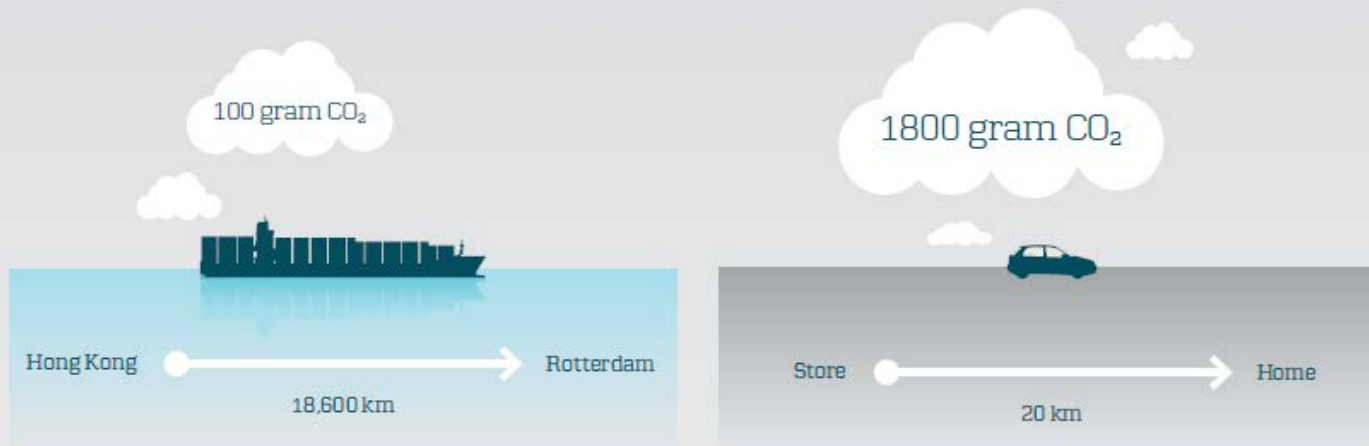 100 gram CO₂
Hong Kong
Rotterdam
18,600 km
1800 gram CO₂
Store
Home
20 km